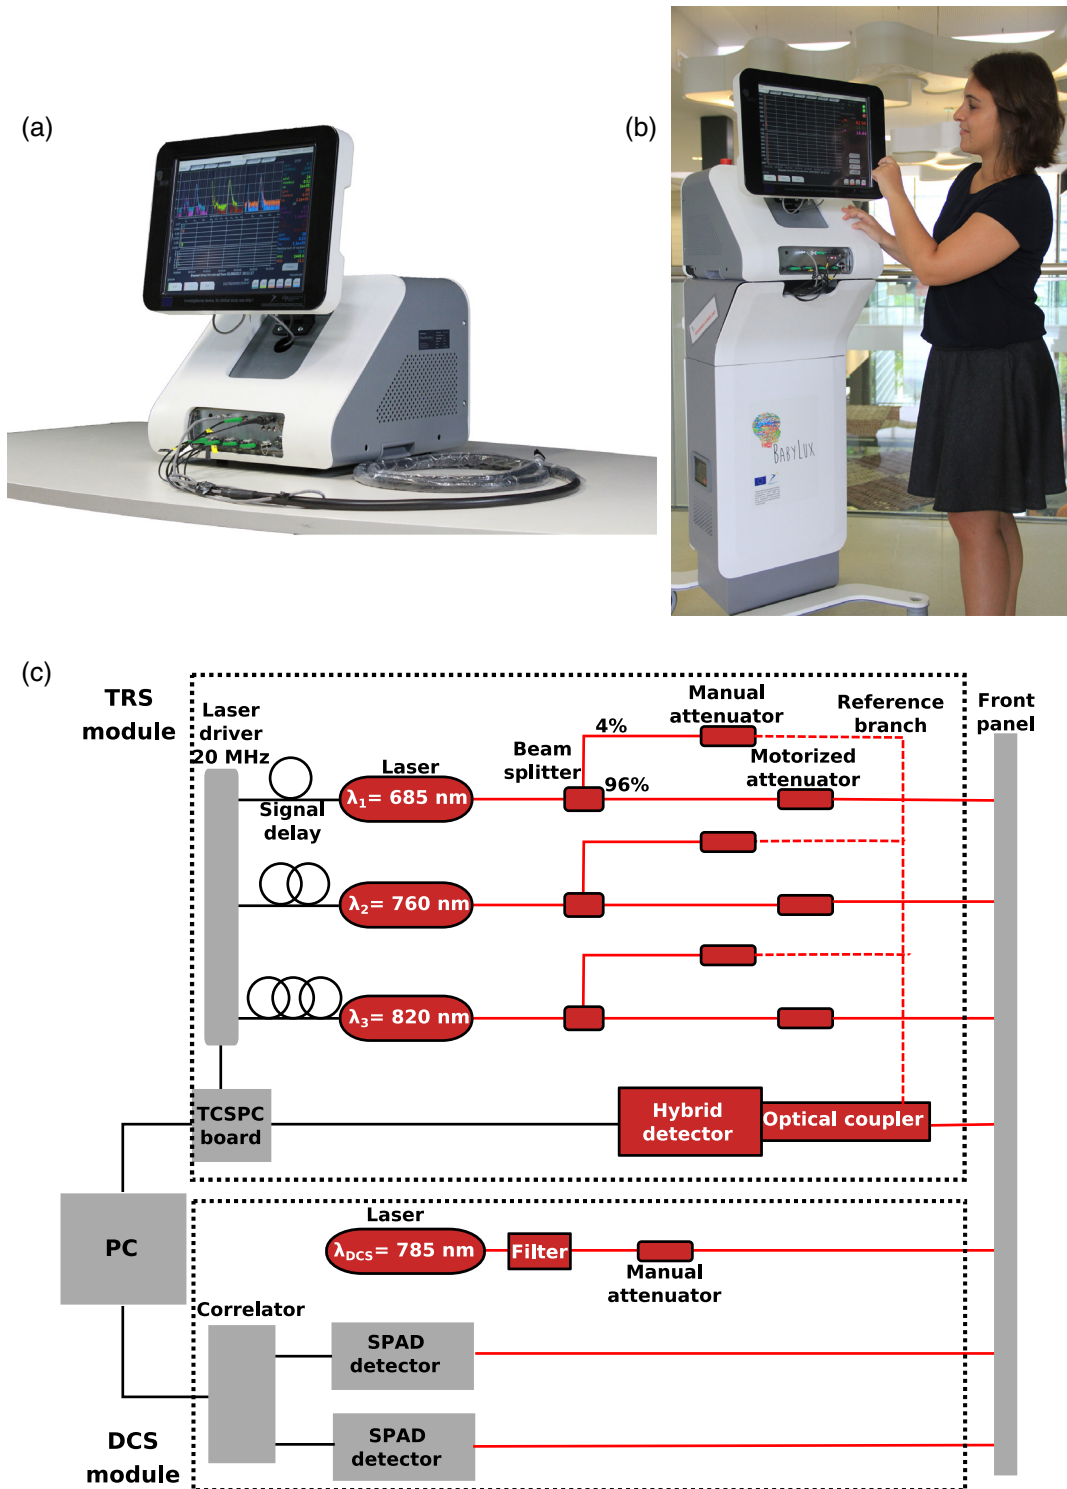 (a)
(b)
BABYLUX
(c)
TRS
module
Laser
driver
20 MHz
Signal
delay
Laser
λ1= 685 nm
Beam
splitter
4%
96%
Manual
attenuator
Motorized
attenuator
Reference
branch
Front
panel
λ2= 760 nm
λ3= 820 nm
TCSPC
board
Hybrid
detector
Optical coupler
PC
Laser
λDCS= 785 nm
Filter
Manual
attenuator
Correlator
SPAD
detector
SPAD
detector
DCS
module